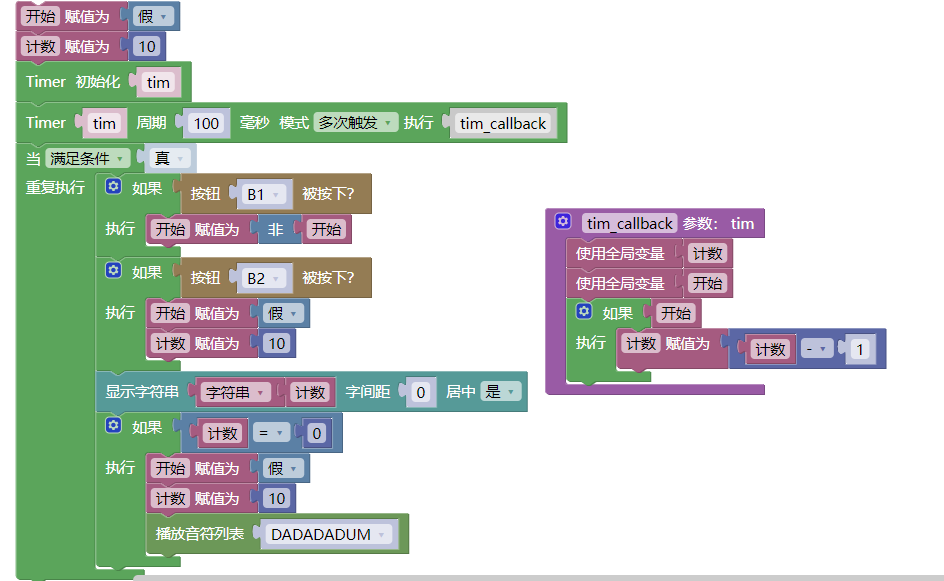 开始 赋值为 假
计数 赋值为 10
Timer 初始化 tim
Timer tim 周期 100 毫秒 模式 多次触发 执行 tim_callback
当 满足条件 真
重复执行 如果 按钮 B1 被按下?
执行 开始 赋值为 非 开始
如果 按钮 B2 被按下?
执行 开始 赋值为 假
计数 赋值为 10
显示字符串 字符串 计数 字间距 0 居中 是
如果 计数 = 0
执行 开始 赋值为 假
计数 赋值为 10
播放音符列表 DADADADUM
tim_callback 参数: tim
使用全局变量 计数
使用全局变量 开始
如果 开始
执行 计数 赋值为 计数 - 1